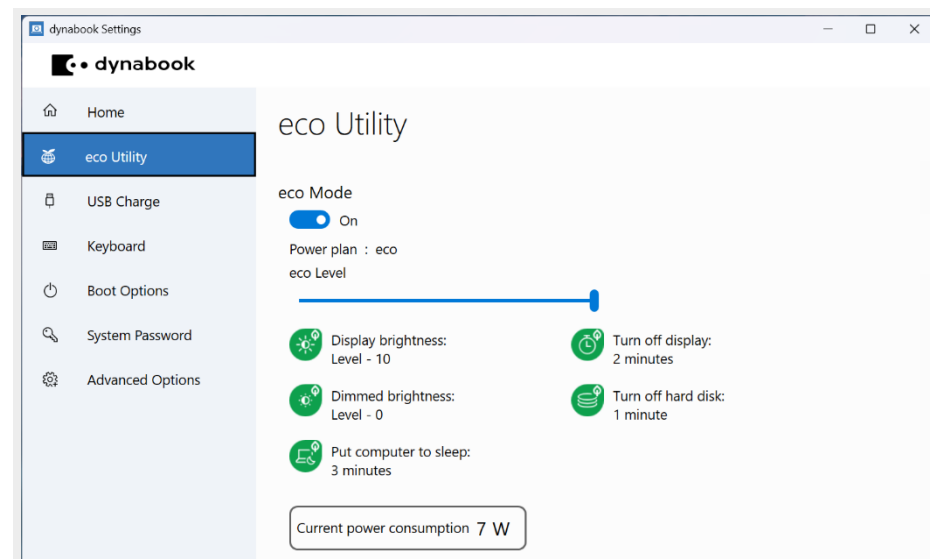 dynabook Settings
dynabook
Home
eco Utility
USB Charge
Keyboard
Boot Options
System Password
Advanced Options
eco Utility
eco Mode
On
Power plan : eco
eco Level
Display brightness:
Level - 10
Turn off display:
2 minutes
Dimmed brightness:
Level - 0
Turn off hard disk:
1 minute
Put computer to sleep:
3 minutes
Current power consumption 7 W